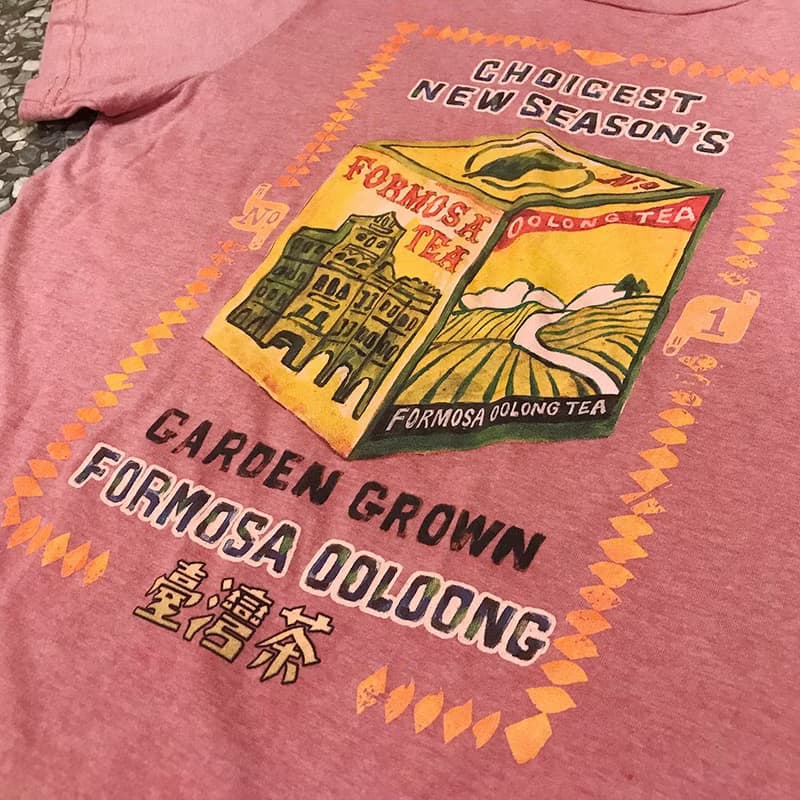 CHOICEST
NEW SEASON'S
No
FORMOSA
TEA
No
OOLONG TEA
1
FORMOSA OOLONG TEA
GARDEN GROWN
FORMOSA OOLOONG
臺灣茶